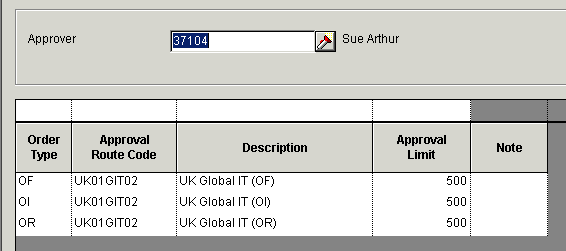 Approver 37104 Sue Arthur
Order Type Approval Route Code Description Approval Limit Note
OF UK01GIT02 UK Global IT (OF) 500
OI UK01GIT02 UK Global IT (OI) 500
OR UK01GIT02 UK Global IT (OR) 500